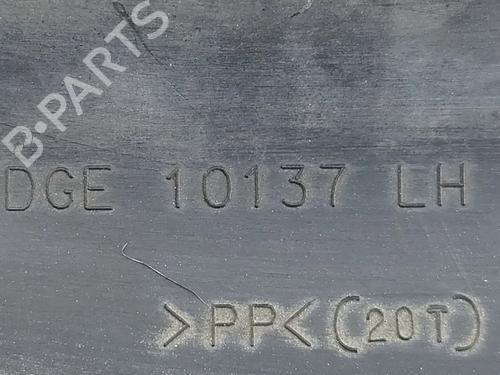 B-PARTS
DGE 10137 LH
>PP<(20T)